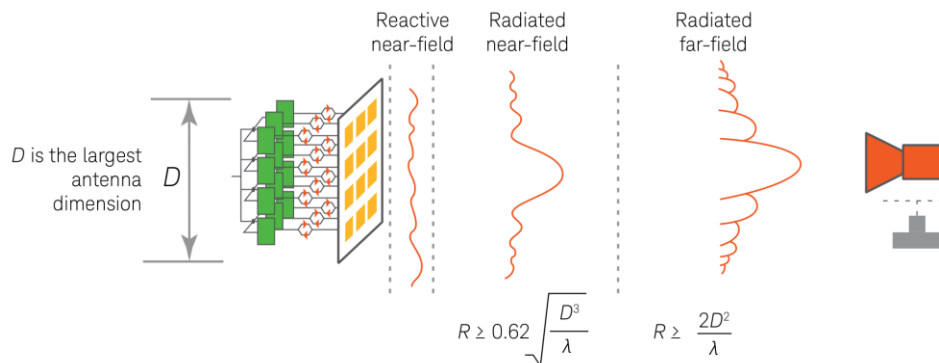 Reactive
near-field
Radiated
near-field
Radiated
far-field
D is the largest
antenna
dimension
D
R ≥ 0.62 √(D³/λ)
R ≥ 2D²/λ